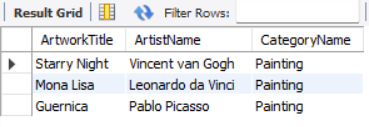 Result Grid Filter Rows:
ArtworkTitle ArtistName CategoryName
Starry Night Vincent van Gogh Painting
Mona Lisa Leonardo da Vinci Painting
Guernica Pablo Picasso Painting